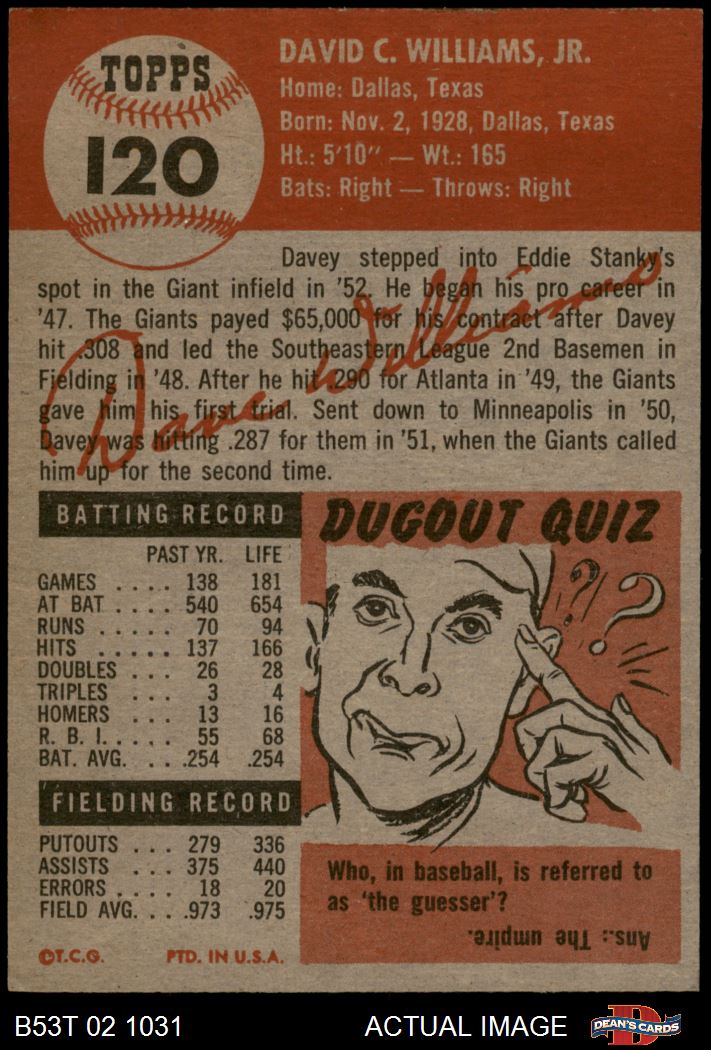 TOPPS
120
DAVID C. WILLIAMS, JR.
Home: Dallas, Texas
Born: Nov. 2, 1928, Dallas, Texas
Ht.: 5'10" — Wt.: 165
Bats: Right — Throws: Right
Davey stepped into Eddie Stanky's
spot in the Giant infield in '52. He began his pro career in
'47. The Giants payed $65,000 for his contract after Davey
hit .308 and led the Southeastern League 2nd Basemen in
Fielding in '48. After he hit .290 for Atlanta in '49, the Giants
gave him his first trial. Sent down to Minneapolis in '50,
Davey was hitting .287 for them in '51, when the Giants called
him up for the second time.
Dave Williams
BATTING RECORD
PAST YR. LIFE
GAMES .... 138 181
AT BAT .... 540 654
RUNS ..... 70 94
HITS ..... 137 166
DOUBLES ... 26 28
TRIPLES ... 3 4
HOMERS ... 13 16
R. B. I. .... 55 68
BAT. AVG. ... .254 .254
FIELDING RECORD
PUTOUTS ... 279 336
ASSISTS ... 375 440
ERRORS .... 18 20
FIELD AVG. ... .973 .975
©T.C.G. PTD. IN U.S.A.
DUGOUT QUIZ
? ?
Who, in baseball, is referred to
as 'the guesser'?
Ans.: The umpire.
B53T 02 1031
ACTUAL IMAGE
D
DEAN'S CARDS